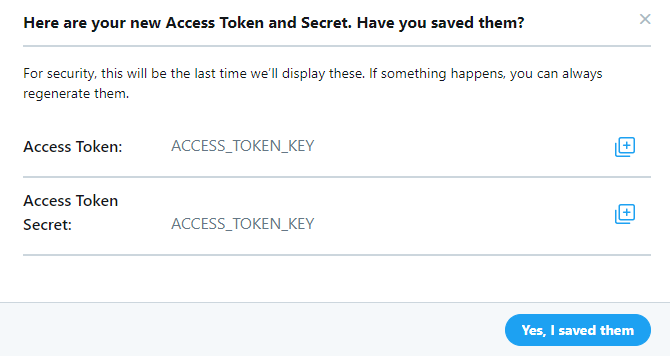 Here are your new Access Token and Secret. Have you saved them?
For security, this will be the last time we’ll display these. If something happens, you can always
regenerate them.
Access Token: ACCESS_TOKEN_KEY
Access Token
Secret: ACCESS_TOKEN_KEY
Yes, I saved them